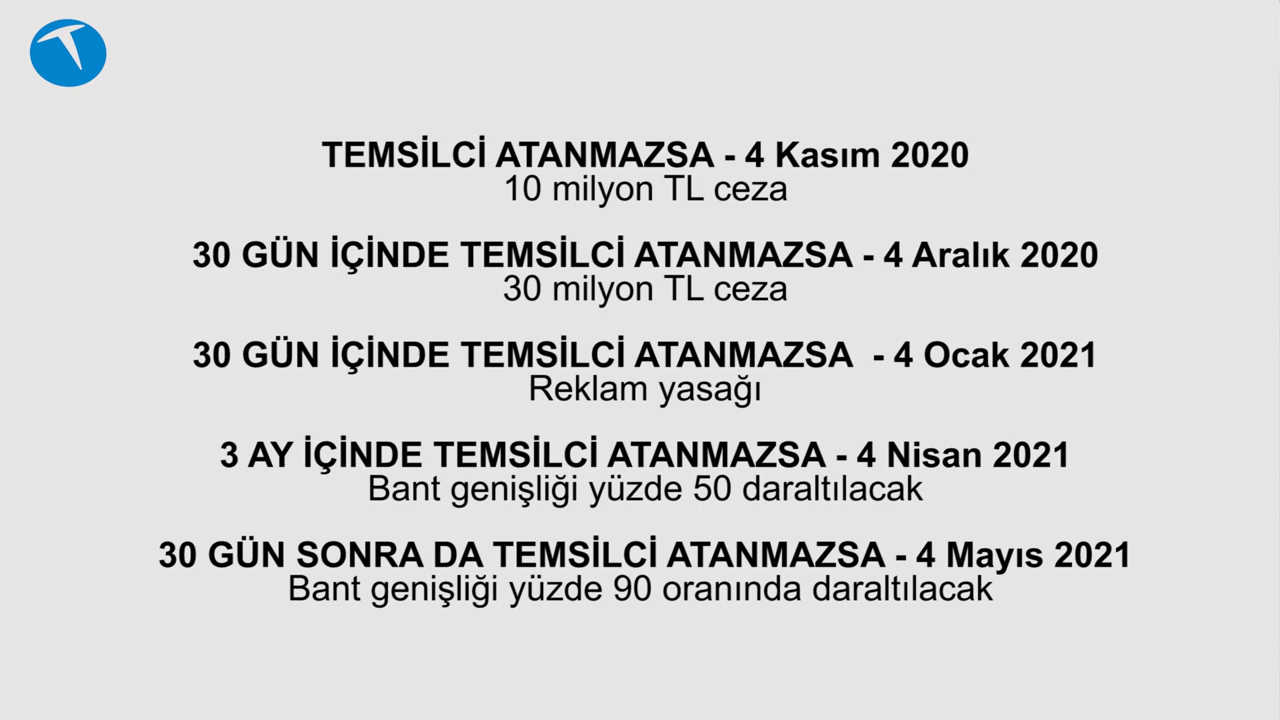 TEMSİLCİ ATANMAZSA - 4 Kasım 2020
10 milyon TL ceza
30 GÜN İÇİNDE TEMSİLCİ ATANMAZSA - 4 Aralık 2020
30 milyon TL ceza
30 GÜN İÇİNDE TEMSİLCİ ATANMAZSA  - 4 Ocak 2021
Reklam yasağı
3 AY İÇİNDE TEMSİLCİ ATANMAZSA - 4 Nisan 2021
Bant genişliği yüzde 50 daraltılacak
30 GÜN SONRA DA TEMSİLCİ ATANMAZSA - 4 Mayıs 2021
Bant genişliği yüzde 90 oranında daraltılacak